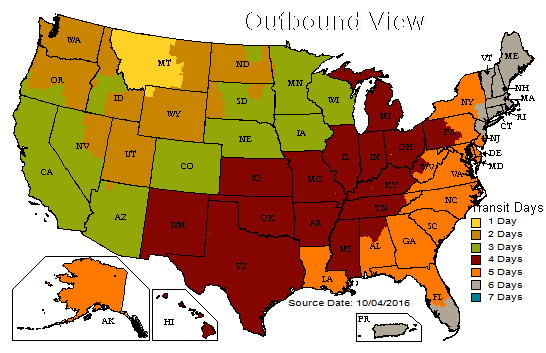 Outbound View
WA
MT
ND
MN
VT
ME
OR
ID
SD
WI
NY
NH
MA
WY
MI
RI
CT
NV
UT
NE
IA
PA
NJ
CA
CO
IL
IN
OH
DE
MD
KS
MO
KY
WV
VA
AZ
NM
OK
AR
TN
NC
TX
MS
AL
GA
SC
LA
FL
AK
HI
PR
Transit Days
1 Day
2 Days
3 Days
4 Days
5 Days
6 Days
7 Days
Source Date: 10/04/2016